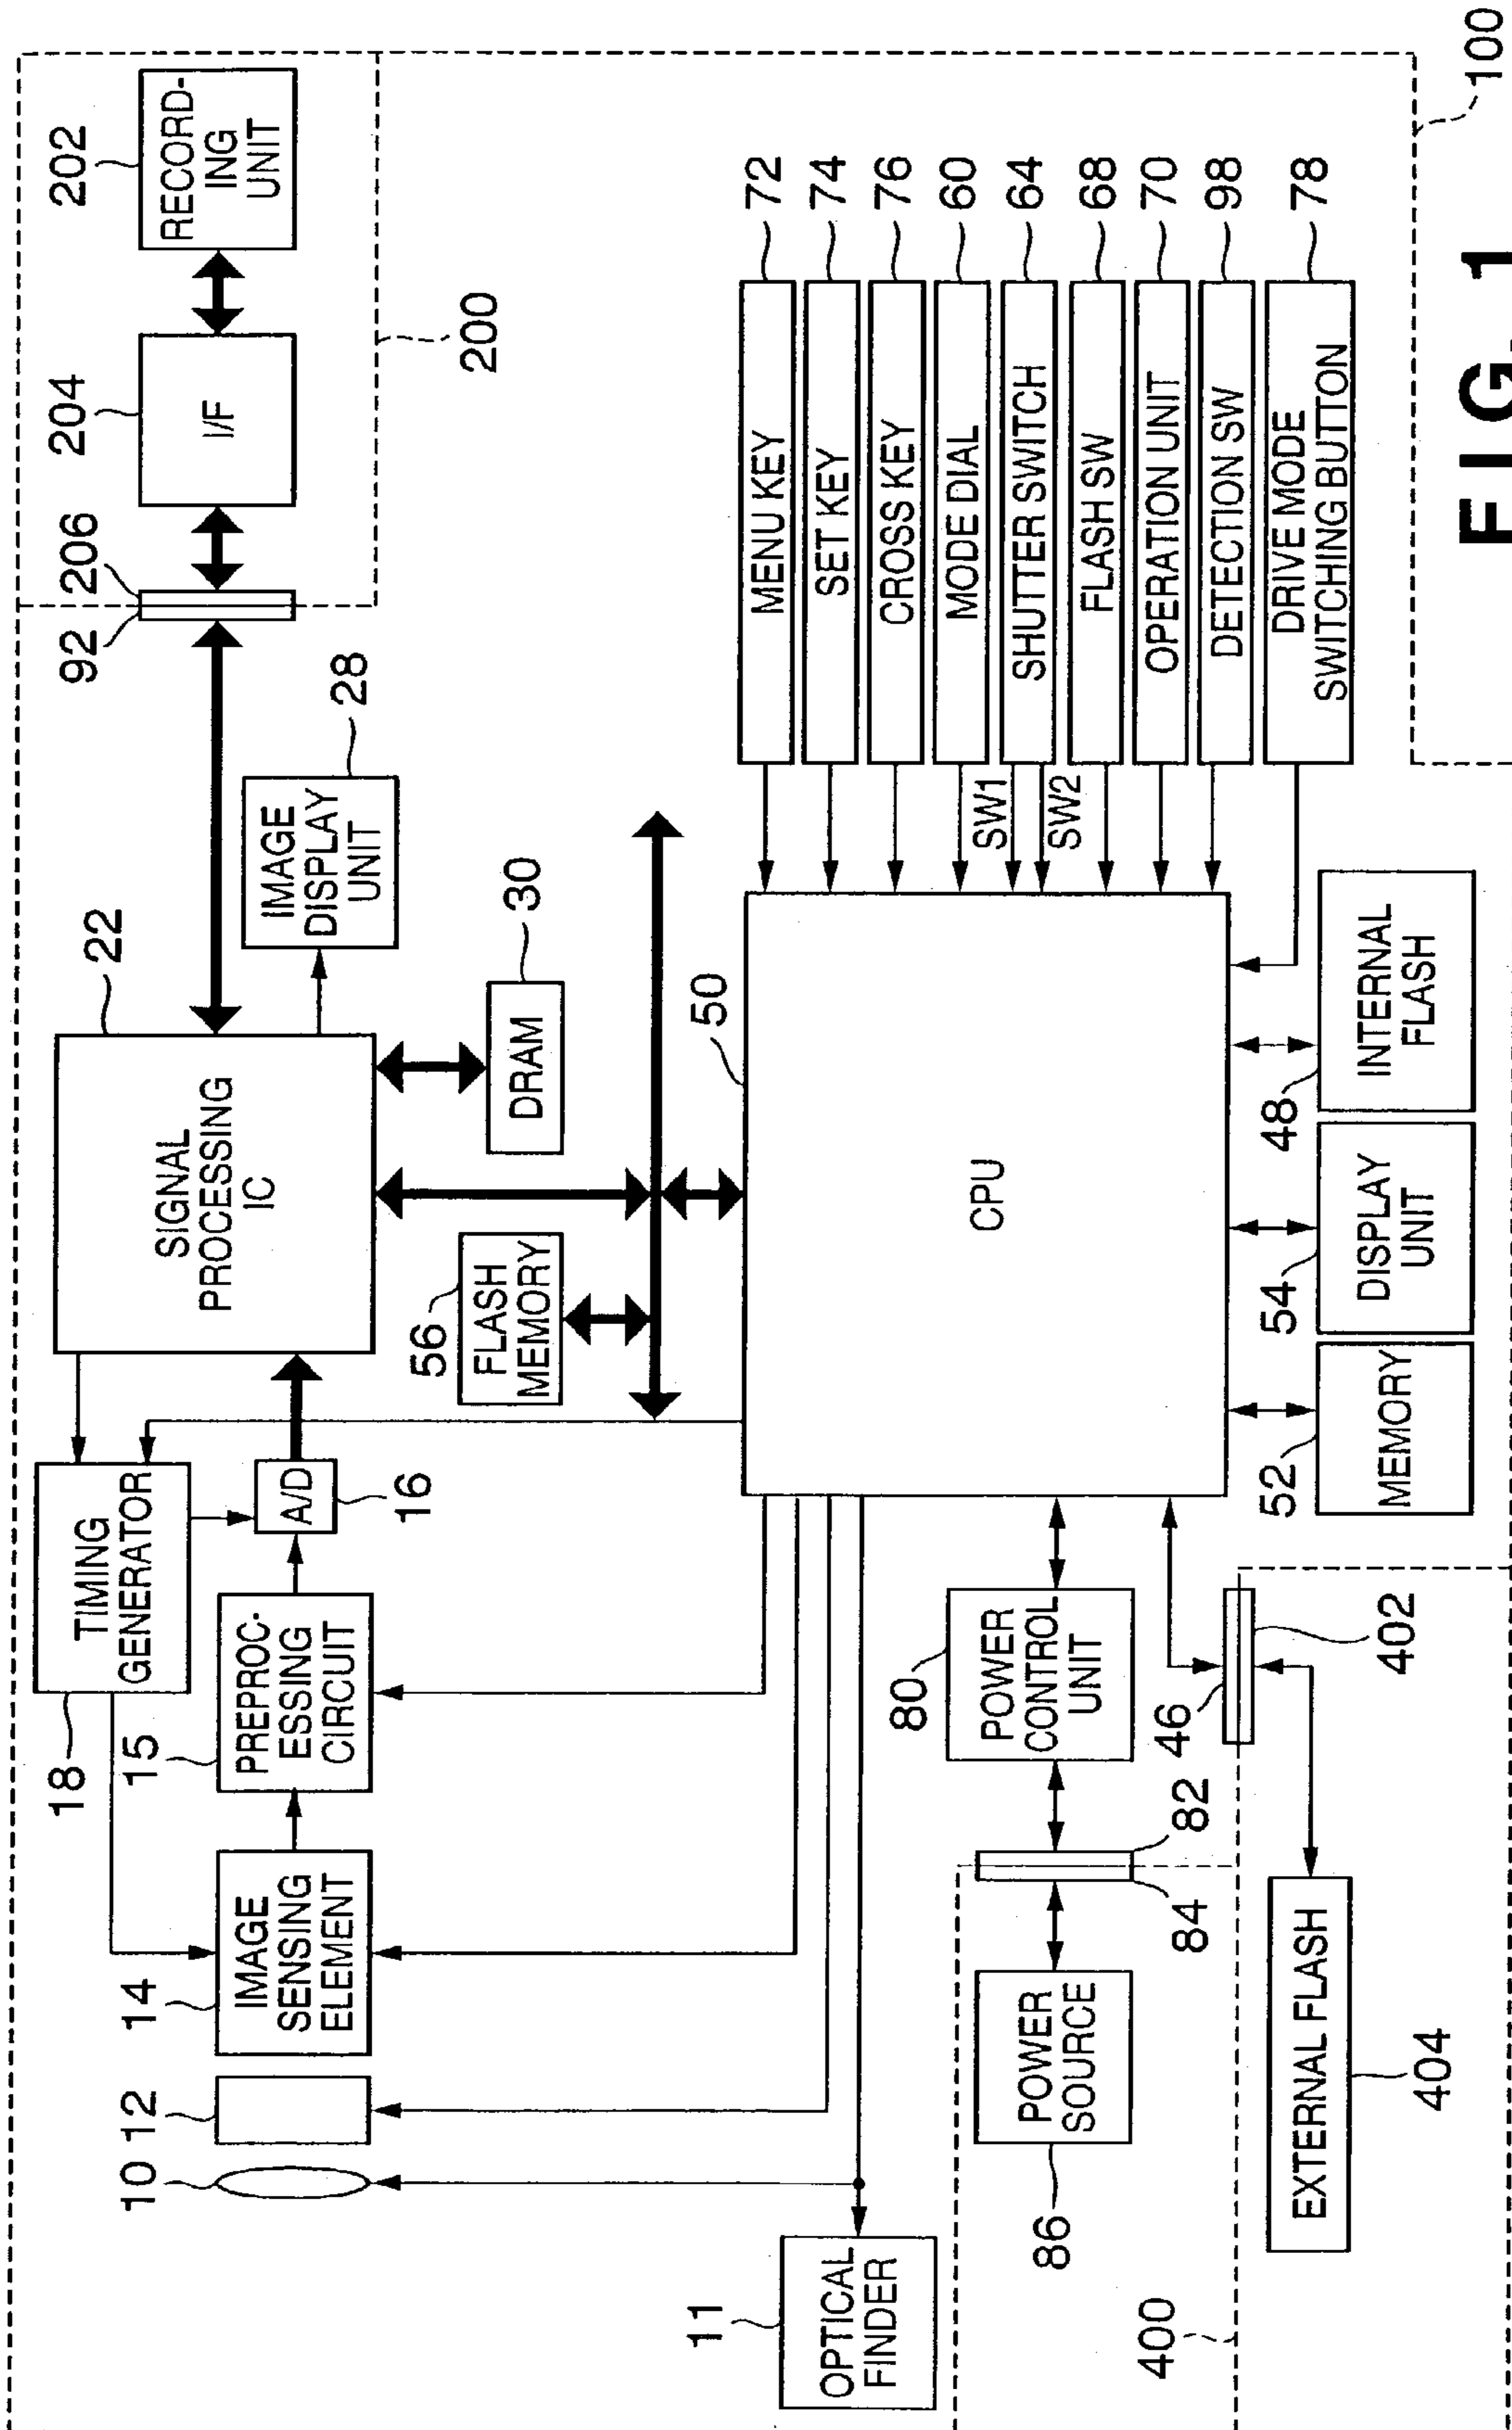 202
RECORD-
ING
UNIT
204
I/F
206
92
200
28
IMAGE
DISPLAY
UNIT
22
SIGNAL
PROCESSING
IC
30
DRAM
56
FLASH
MEMORY
18
TIMING
GENERATOR
16
A/D
15
PREPROC-
ESSING
CIRCUIT
14
IMAGE
SENSING
ELEMENT
12
10
11
OPTICAL
FINDER
50
CPU
MENU KEY
72
SET KEY
74
CROSS KEY
76
MODE DIAL
60
SW1
SHUTTER SWITCH
64
SW2
FLASH SW
68
OPERATION UNIT
70
DETECTION SW
98
DRIVE MODE
SWITCHING BUTTON
78
48
INTERNAL
FLASH
54
DISPLAY
UNIT
52
MEMORY
80
POWER
CONTROL
UNIT
82
84
86
POWER
SOURCE
46
402
400
EXTERNAL FLASH
404
100
FIG. 1